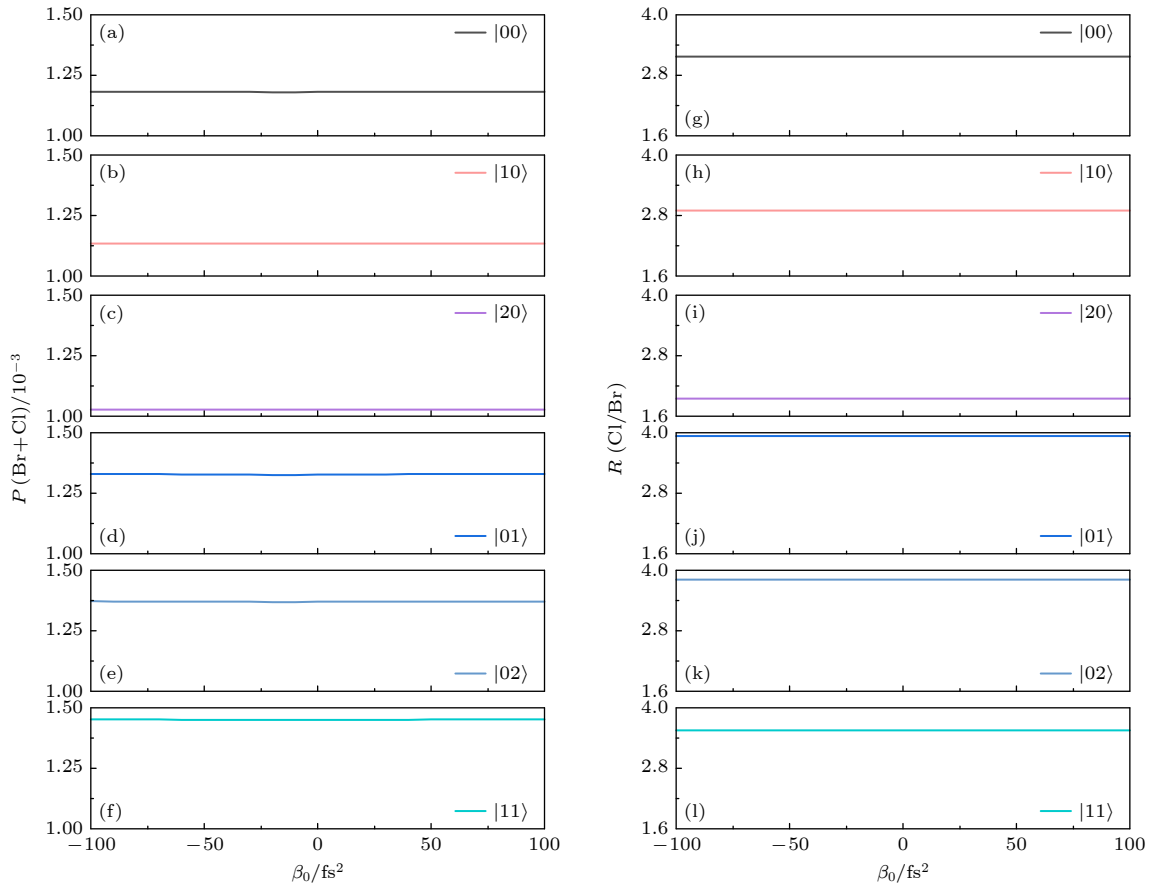 P (Br+Cl)/10⁻³
1.50
1.25
1.00
(a)
|00⟩
1.50
1.25
1.00
(b)
|10⟩
1.50
1.25
1.00
(c)
|20⟩
1.50
1.25
1.00
(d)
|01⟩
1.50
1.25
1.00
(e)
|02⟩
1.50
1.25
1.00
(f)
|11⟩
−100 −50 0 50 100
β₀/fs²
R (Cl/Br)
4.0
2.8
1.6
(g)
|00⟩
4.0
2.8
1.6
(h)
|10⟩
4.0
2.8
1.6
(i)
|20⟩
4.0
2.8
1.6
(j)
|01⟩
4.0
2.8
1.6
(k)
|02⟩
4.0
2.8
1.6
(l)
|11⟩
−100 −50 0 50 100
β₀/fs²